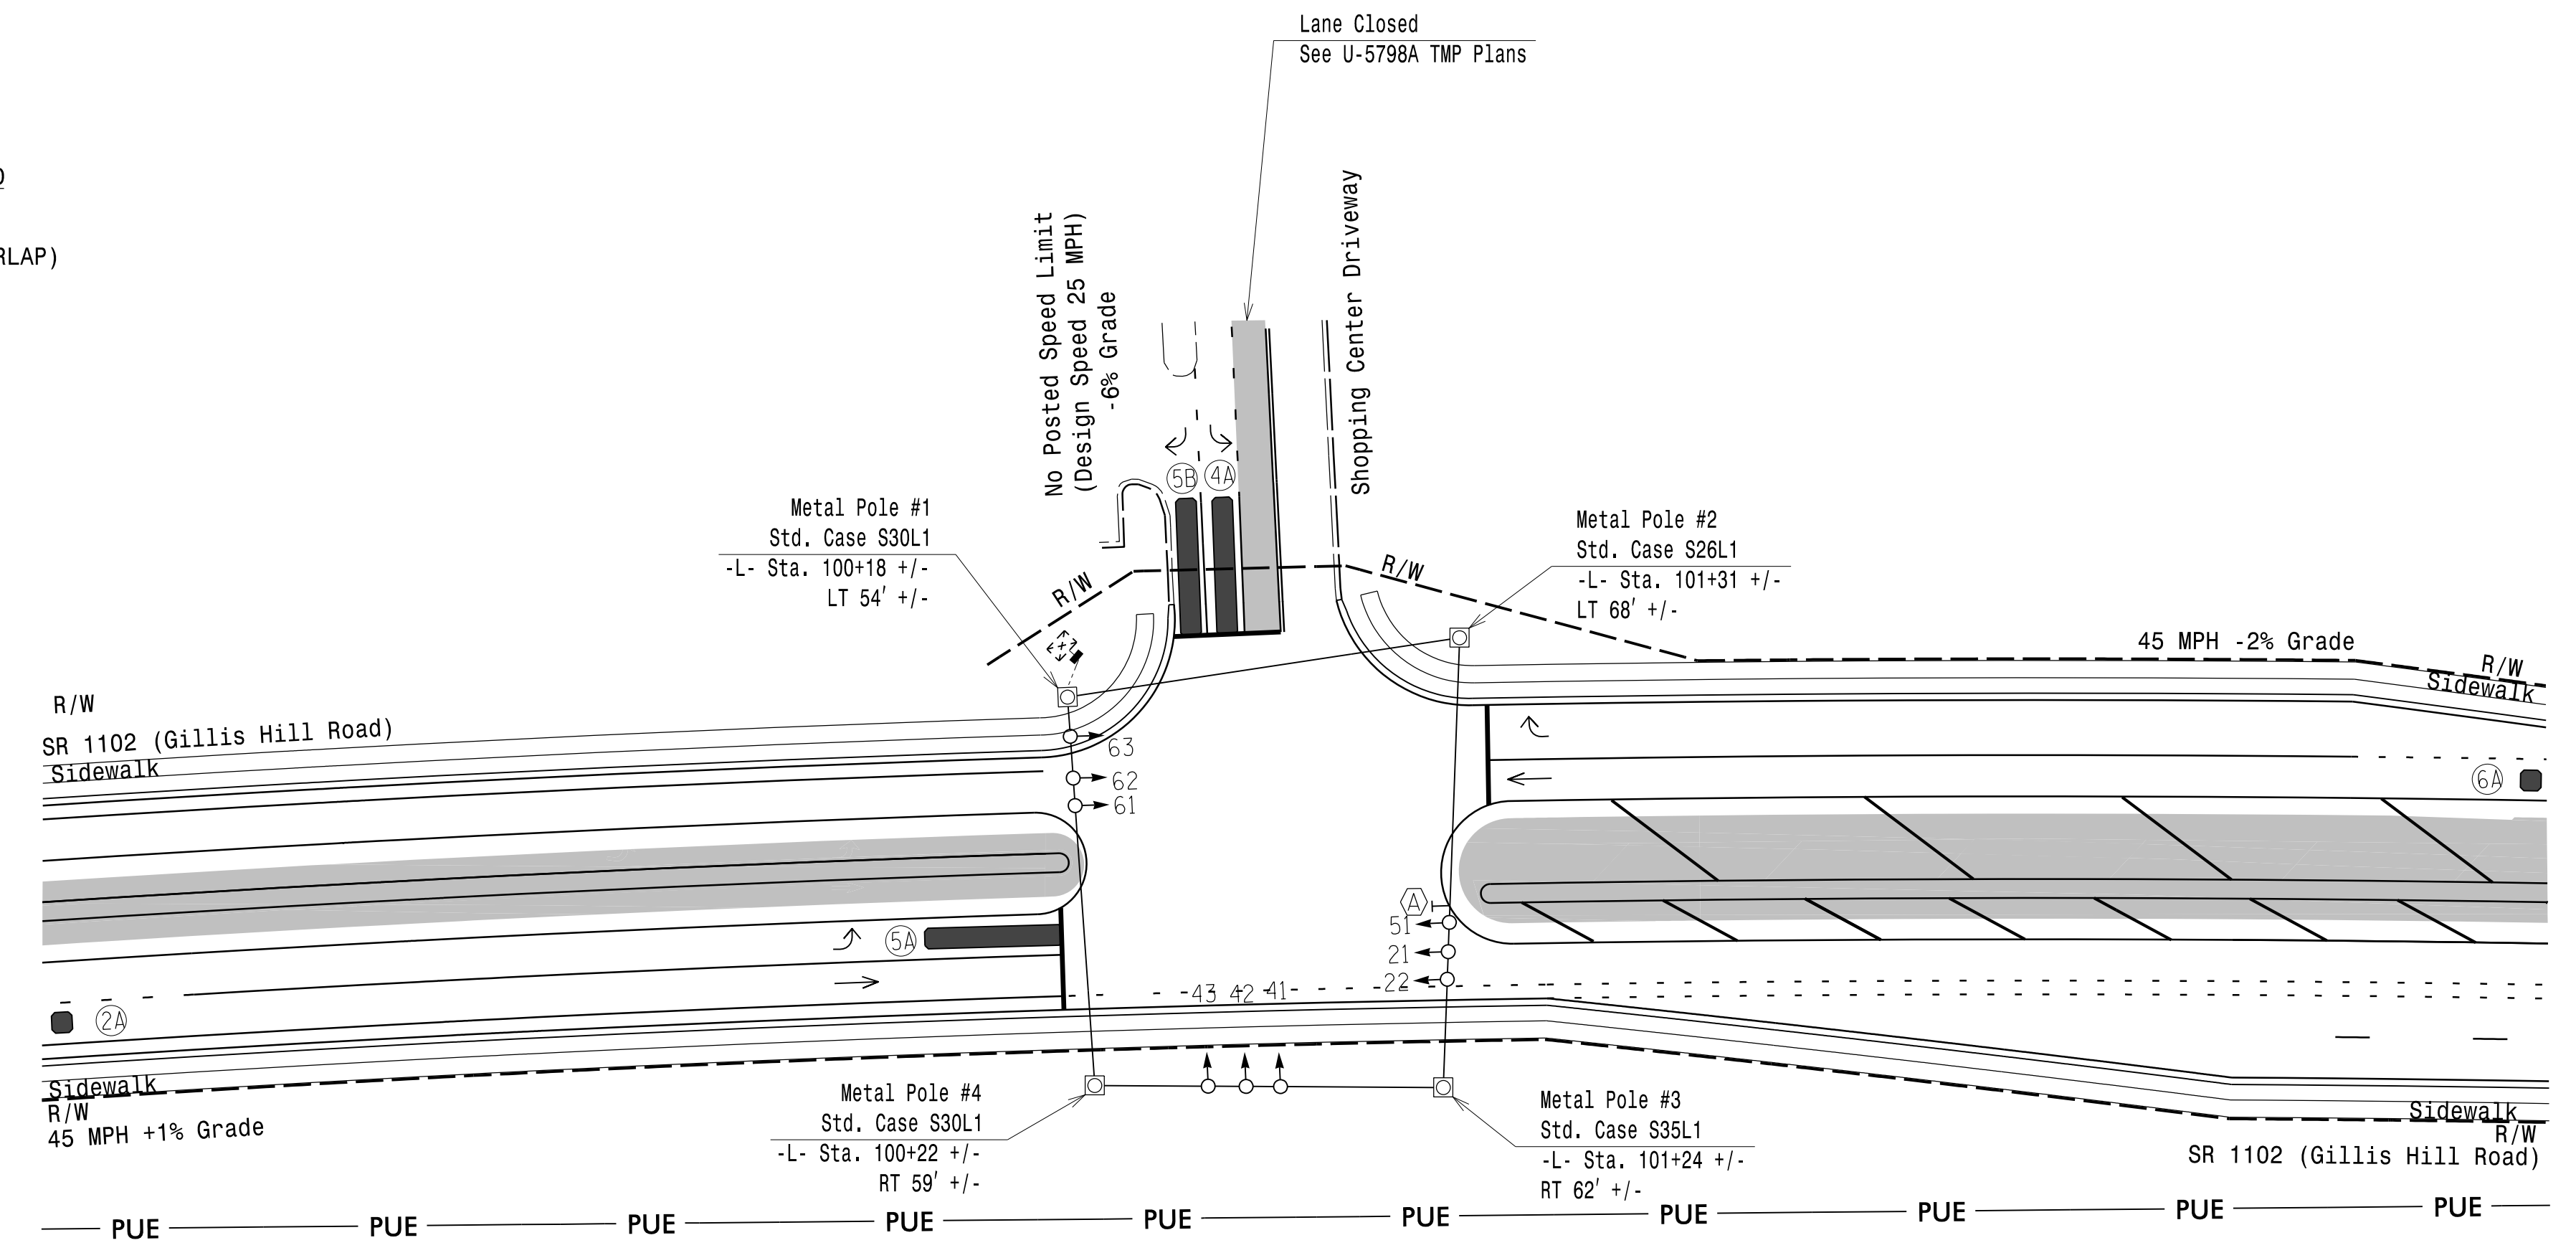 Lane Closed
See U-5798A TMP Plans
RLAP)
No Posted Speed Limit
(Design Speed 25 MPH)
-6% Grade
Shopping Center Driveway
5B
4A
Metal Pole #1
Std. Case S30L1
-L- Sta. 100+18 +/-
LT 54' +/-
Metal Pole #2
Std. Case S26L1
-L- Sta. 101+31 +/-
LT 68' +/-
R/W
R/W
45 MPH -2% Grade
R/W
Sidewalk
R/W
SR 1102 (Gillis Hill Road)
Sidewalk
63
62
61
6A
A
51
21
22
5A
43 42 41
2A
Sidewalk
R/W
45 MPH +1% Grade
Metal Pole #4
Std. Case S30L1
-L- Sta. 100+22 +/-
RT 59' +/-
Metal Pole #3
Std. Case S35L1
-L- Sta. 101+24 +/-
RT 62' +/-
Sidewalk
R/W
SR 1102 (Gillis Hill Road)
PUE PUE PUE PUE PUE PUE PUE PUE PUE PUE